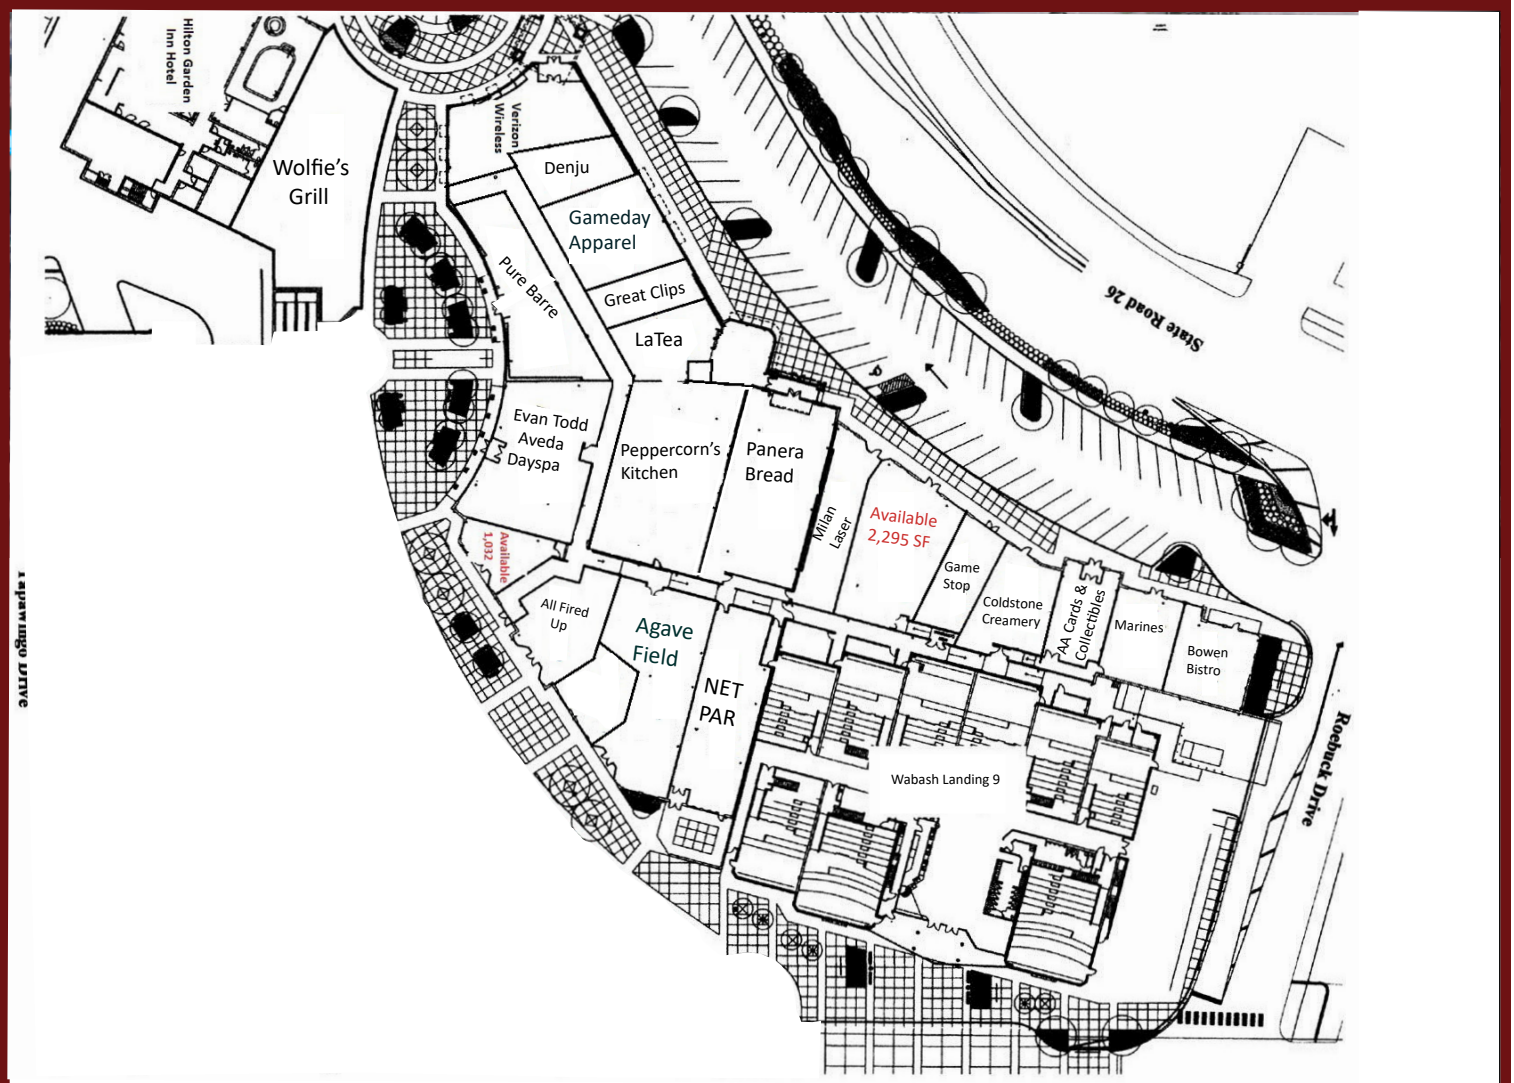 Hilton Garden
Inn Hotel
Wolfie's
Grill
Verizon
Wireless
Denju
Gameday
Apparel
Pure Barre
Great Clips
LaTea
State Road 26
Evan Todd
Aveda
Dayspa
Peppercorn's
Kitchen
Panera
Bread
Milan
Laser
Available
2,295 SF
Available
1,032
Game
Stop
Coldstone
Creamery
AA Cards &
Collectibles
Marines
Bowen
Bistro
All Fired
Up
Agave
Field
NET
PAR
Wabash Landing 9
Tapawingo Drive
Roebuck Drive